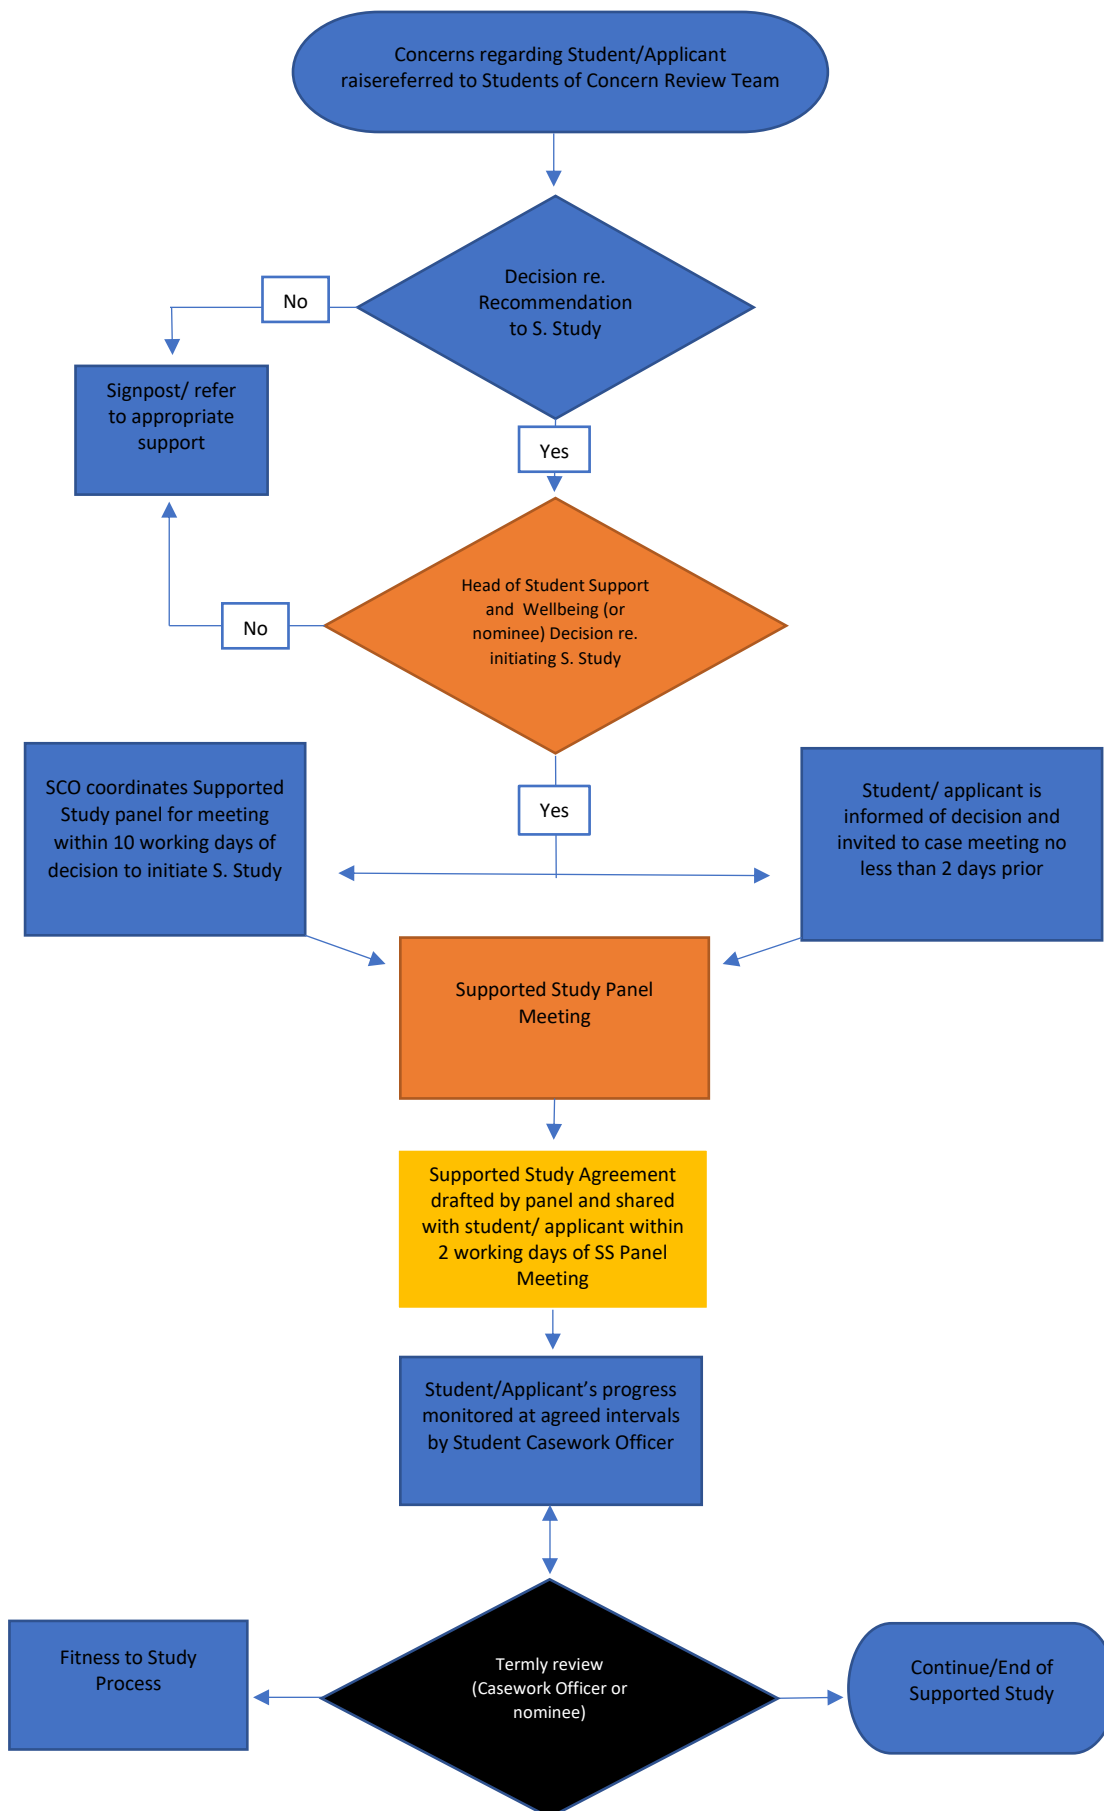 Concerns regarding Student/Applicant
raisereferred to Students of Concern Review Team
Decision re.
Recommendation
to S. Study
No
Signpost/ refer
to appropriate
support
Yes
Head of Student Support
and Wellbeing (or
nominee) Decision re.
initiating S. Study
No
SCO coordinates Supported
Study panel for meeting
within 10 working days of
decision to initiate S. Study
Yes
Student/ applicant is
informed of decision and
invited to case meeting no
less than 2 days prior
Supported Study Panel
Meeting
Supported Study Agreement
drafted by panel and shared
with student/ applicant within
2 working days of SS Panel
Meeting
Student/Applicant’s progress
monitored at agreed intervals
by Student Casework Officer
Fitness to Study
Process
Termly review
(Casework Officer or
nominee)
Continue/End of
Supported Study